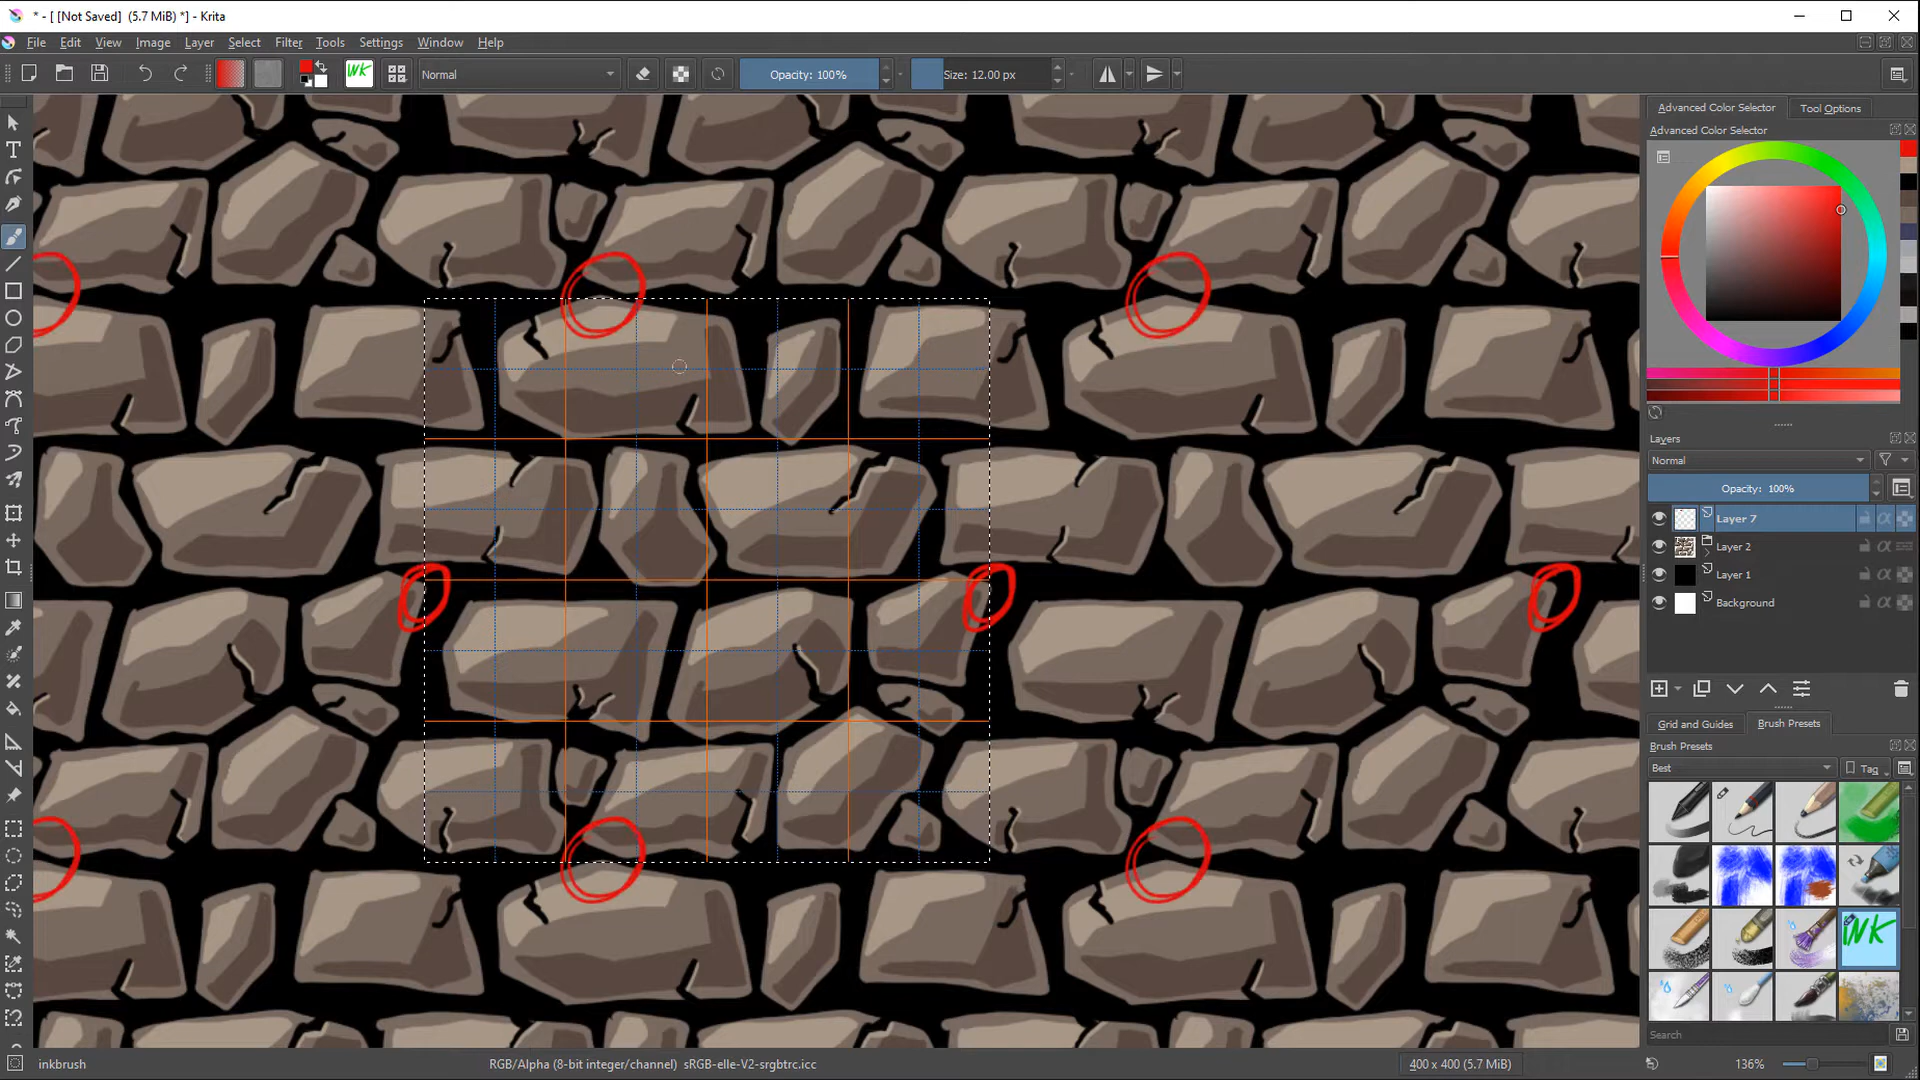 * - [ [Not Saved]  (5.7 MiB) *] - Krita
File Edit View Image Layer Select Filter Tools Settings Window Help
Normal
Opacity: 100%
Size: 12.00 px
Advanced Color Selector
Tool Options
Advanced Color Selector
Layers
Normal
Opacity:  100%
Layer 7
Layer 2
Layer 1
Background
Grid and Guides
Brush Presets
Brush Presets
Best
Tag
INK
Search
inkbrush
RGB/Alpha (8-bit integer/channel)  sRGB-elle-V2-srgbtrc.icc
400 x 400 (5.7 MiB)
136%